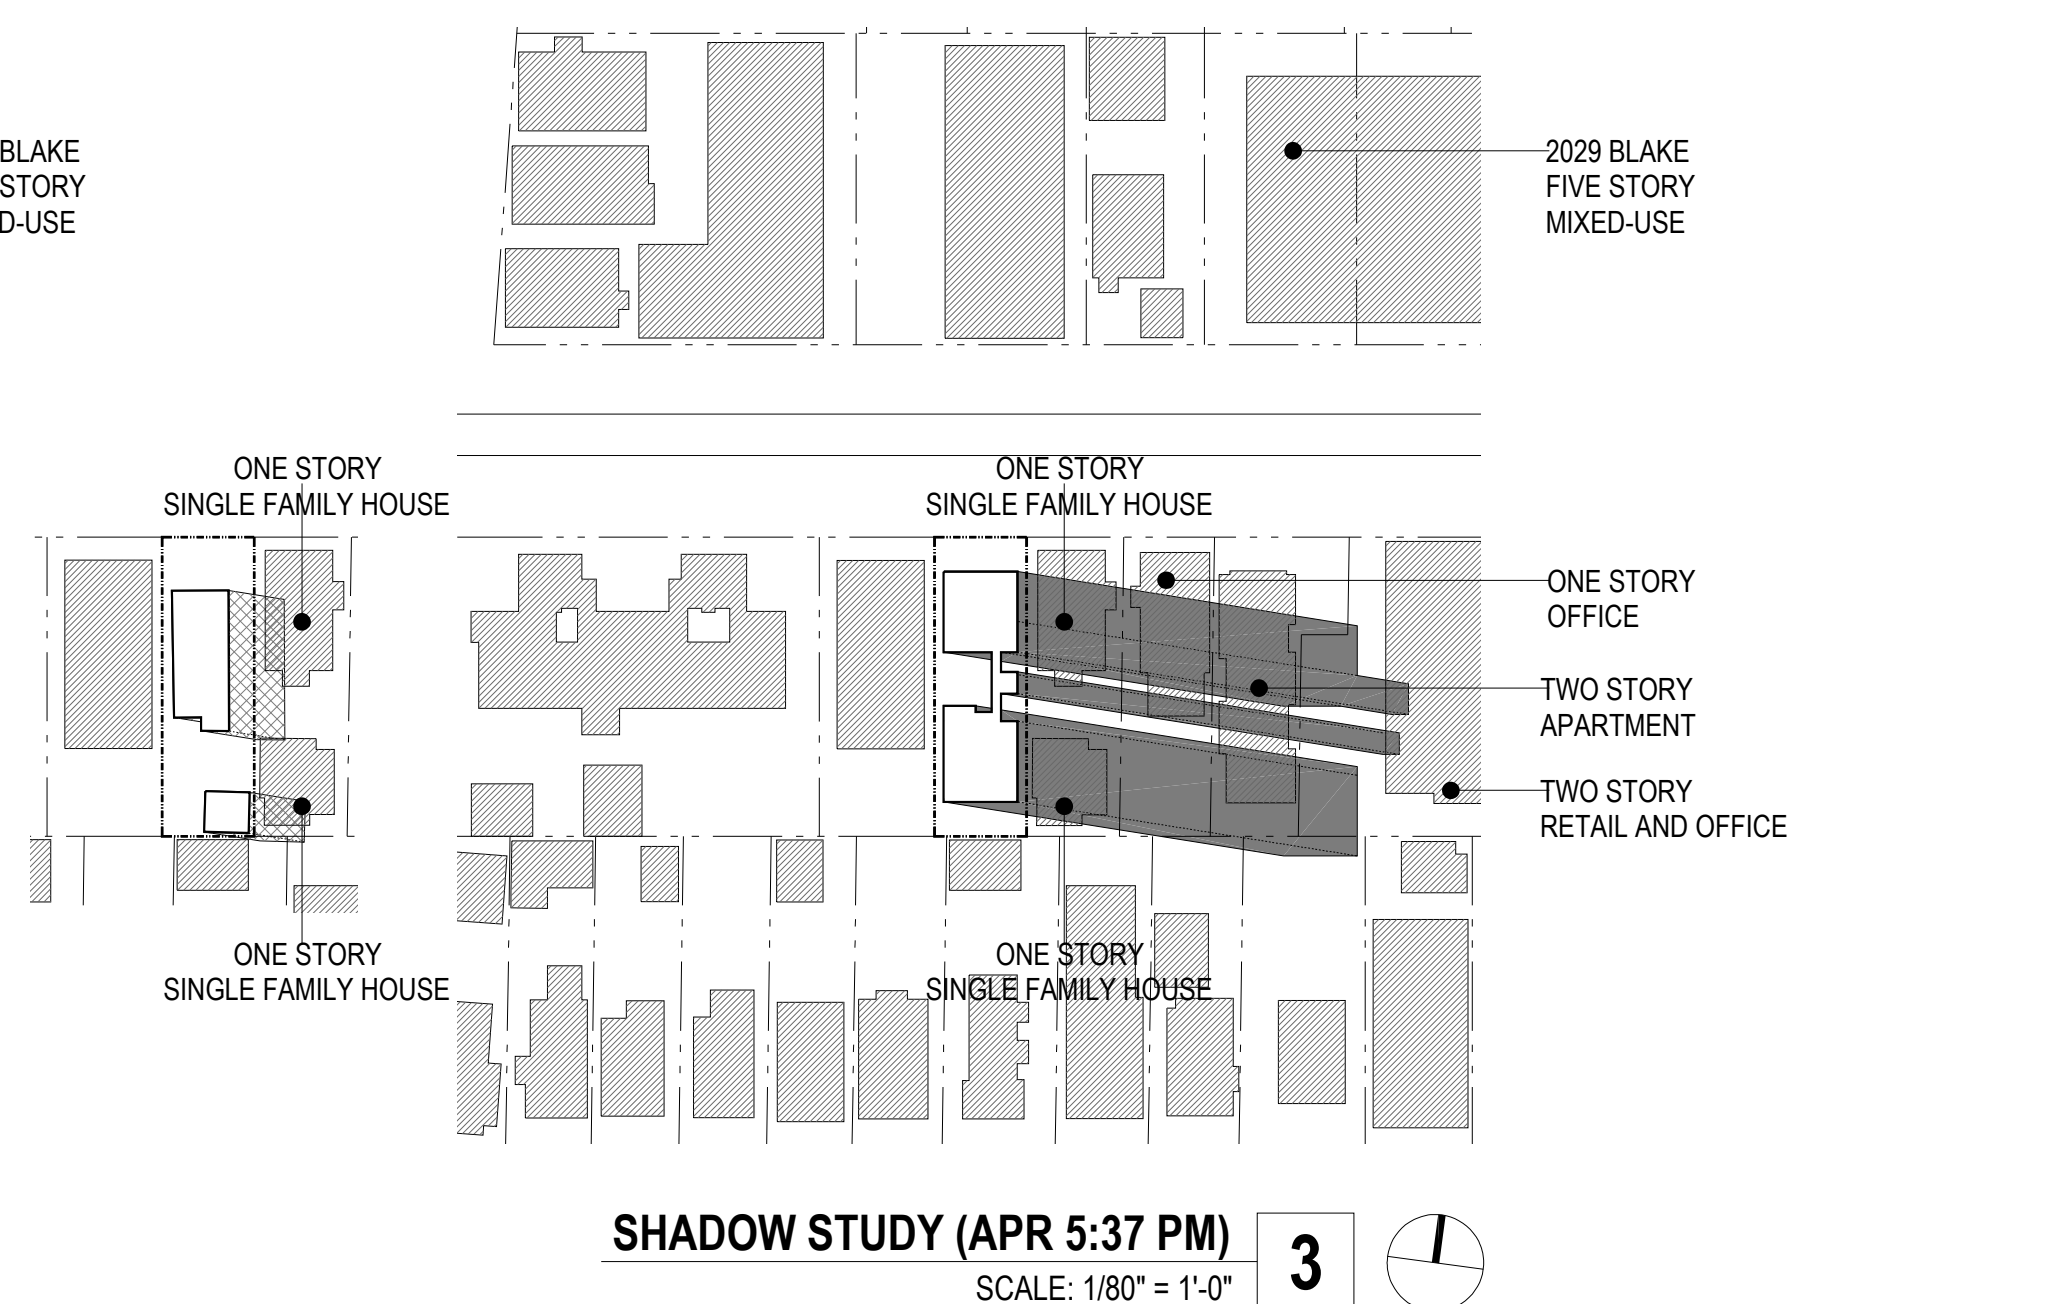 BLAKE
STORY
D-USE
2029 BLAKE
FIVE STORY
MIXED-USE
ONE STORY
SINGLE FAMILY HOUSE
ONE STORY
SINGLE FAMILY HOUSE
ONE STORY
OFFICE
TWO STORY
APARTMENT
TWO STORY
RETAIL AND OFFICE
ONE STORY
SINGLE FAMILY HOUSE
ONE STORY
SINGLE FAMILY HOUSE
SHADOW STUDY (APR 5:37 PM)
SCALE: 1/80" = 1'-0"
3